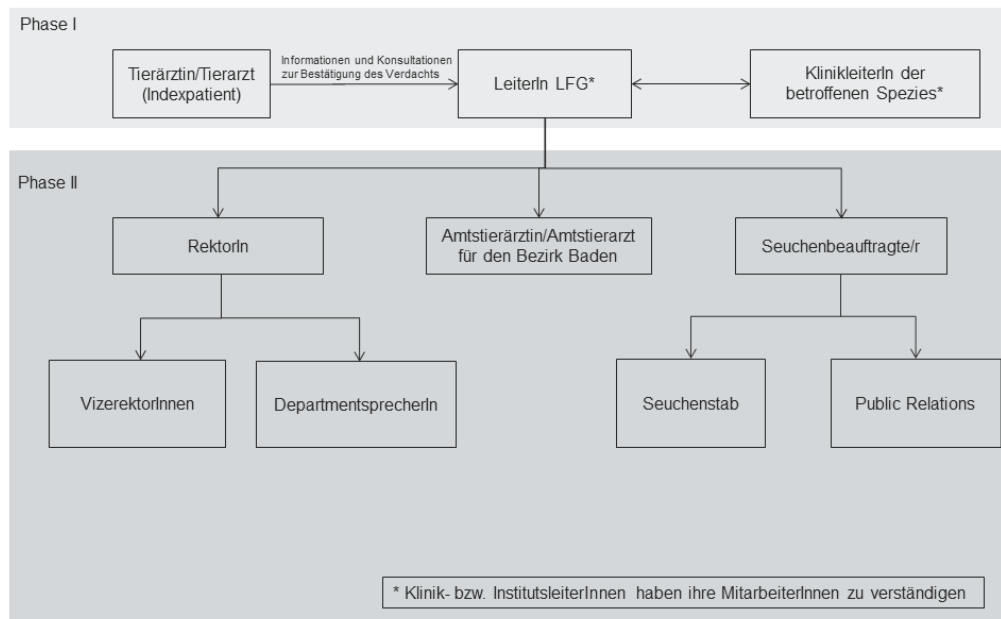 Phase I
Tierärztin/Tierarzt
(Indexpatient)
Informationen und Konsultationen
zur Bestätigung des Verdachts
LeiterIn LFG*
KlinikleiterIn der
betroffenen Spezies*
Phase II
RektorIn
Amtstierärztin/Amtstierarzt
für den Bezirk Baden
Seuchenbeauftragte/r
VizerektorInnen
DepartmentsprecherIn
Seuchenstab
Public Relations
* Klinik- bzw. InstitutsleiterInnen haben ihre MitarbeiterInnen zu verständigen